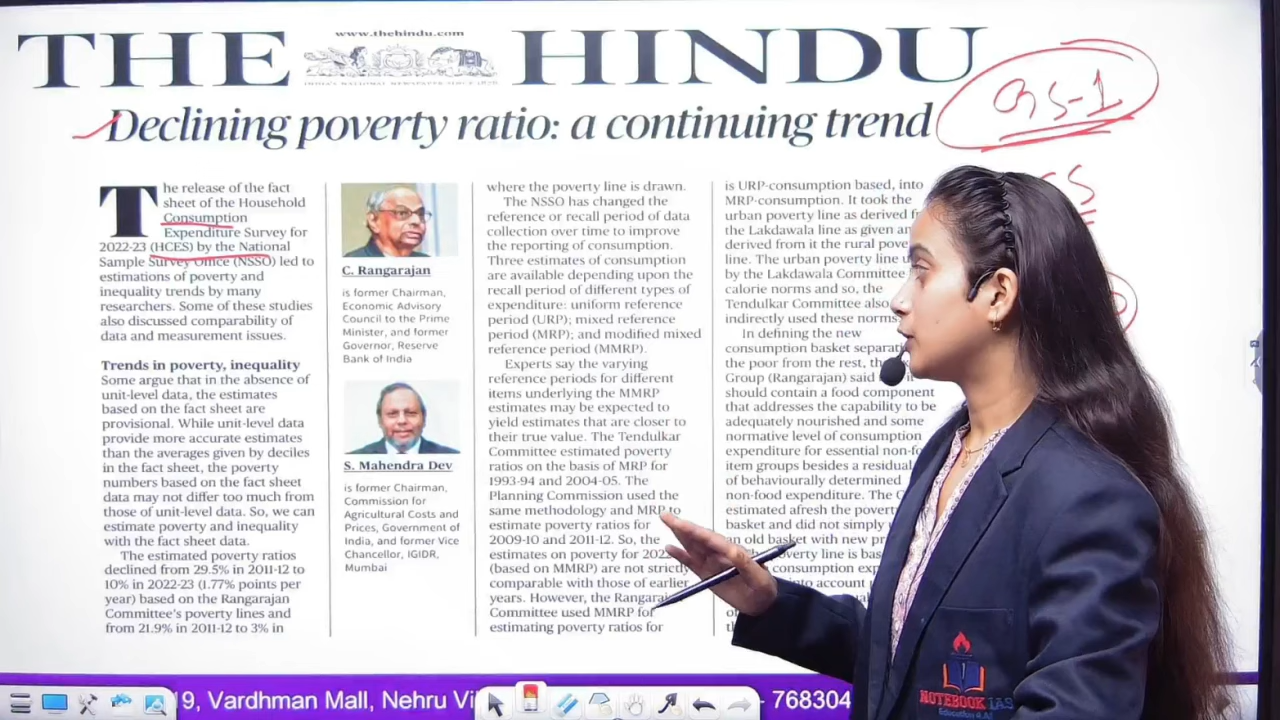 www.thehindu.com
THE HINDU
Declining poverty ratio: a continuing trend
GS-1
The release of the fact
sheet of the Household
Consumption
Expenditure Survey for
2022-23 (HCES) by the National
Sample Survey Office (NSSO) led to
estimations of poverty and
inequality trends by many
researchers. Some of these studies
also discussed comparability of
data and measurement issues.
Trends in poverty, inequality
Some argue that in the absence of
unit-level data, the estimates
based on the fact sheet are
provisional. While unit-level data
provide more accurate estimates
than the averages given by deciles
in the fact sheet, the poverty
numbers based on the fact sheet
data may not differ too much from
those of unit-level data. So, we can
estimate poverty and inequality
with the fact sheet data.
The estimated poverty ratios
declined from 29.5% in 2011-12 to
10% in 2022-23 (1.77% points per
year) based on the Rangarajan
Committee's poverty lines and
from 21.9% in 2011-12 to 3% in
C. Rangarajan
is former Chairman,
Economic Advisory
Council to the Prime
Minister, and former
Governor, Reserve
Bank of India
S. Mahendra Dev
is former Chairman,
Commission for
Agricultural Costs and
Prices, Government of
India, and former Vice
Chancellor, IGIDR,
Mumbai
where the poverty line is drawn.
The NSSO has changed the
reference or recall period of data
collection over time to improve
the reporting of consumption.
Three estimates of consumption
are available depending upon the
recall period of different types of
expenditure: uniform reference
period (URP); mixed reference
period (MRP); and modified mixed
reference period (MMRP).
Experts say the varying
reference periods for different
items underlying the MMRP
estimates may be expected to
yield estimates that are closer to
their true value. The Tendulkar
Committee estimated poverty
ratios on the basis of MRP for
1993-94 and 2004-05. The
Planning Commission used the
same methodology and MRP to
estimate poverty ratios for
2009-10 and 2011-12. So, the
estimates on poverty for 202
(based on MMRP) are not strictly
comparable with those of earlier
years. However, the Rangara
Committee used MMRP for
estimating poverty ratios for
is URP-consumption based, into
MRP-consumption. It took the
urban poverty line as derived f
the Lakdawala line as given an
derived from it the rural pove
line. The urban poverty line u
by the Lakdawala Committee
calorie norms and so, the
Tendulkar Committee also
indirectly used these norms
In defining the new
consumption basket separat
the poor from the rest, the
Group (Rangarajan) said
should contain a food component
that addresses the capability to be
adequately nourished and some
normative level of consumption
expenditure for essential non-fo
item groups besides a residual
of behaviourally determined
non-food expenditure. The C
estimated afresh the povert
basket and did not simply
an old basket with new pr
overty line is bas
consumption exp
into account
19, Vardhman Mall, Nehru Vi
- 768304
NOTEBOOK IAS